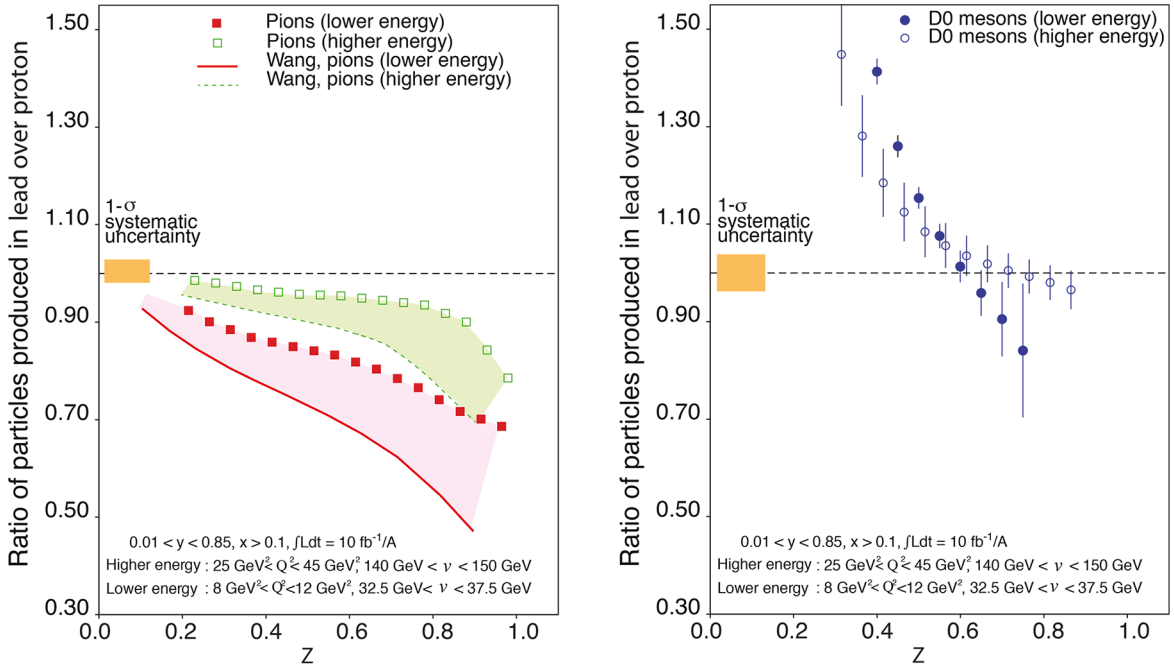 Ratio of particles produced in lead over proton
1.50
1.30
1.10
0.90
0.70
0.50
0.30
Pions (lower energy)
Pions (higher energy)
Wang, pions (lower energy)
Wang, pions (higher energy)
1-σ
systematic
uncertainty
0.01 < y < 0.85, x > 0.1, ∫Ldt = 10 fb⁻¹/A
Higher energy : 25 GeV²< Q²< 45 GeV², 140 GeV < ν < 150 GeV
Lower energy : 8 GeV²< Q²<12 GeV², 32.5 GeV< ν < 37.5 GeV
0.0 0.2 0.4 0.6 0.8 1.0
Z
Ratio of particles produced in lead over proton
1.50
1.30
1.10
0.90
0.70
0.50
0.30
D0 mesons (lower energy)
D0 mesons (higher energy)
1-σ
systematic
uncertainty
0.01 < y < 0.85, x > 0.1, ∫Ldt = 10 fb⁻¹/A
Higher energy : 25 GeV²< Q²< 45 GeV², 140 GeV < ν < 150 GeV
Lower energy : 8 GeV²< Q²<12 GeV², 32.5 GeV< ν < 37.5 GeV
0.0 0.2 0.4 0.6 0.8 1.0
Z